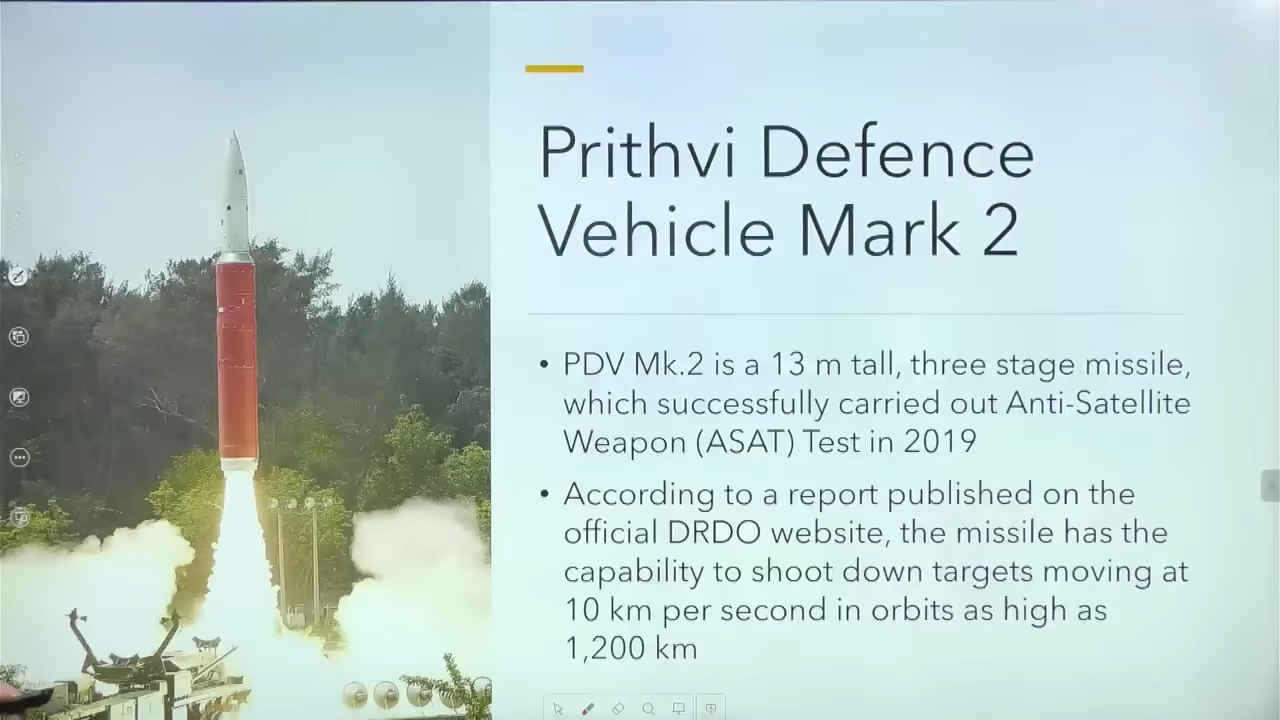 Prithvi Defence
Vehicle Mark 2
• PDV Mk.2 is a 13 m tall, three stage missile,
which successfully carried out Anti-Satellite
Weapon (ASAT) Test in 2019
• According to a report published on the
official DRDO website, the missile has the
capability to shoot down targets moving at
10 km per second in orbits as high as
1,200 km